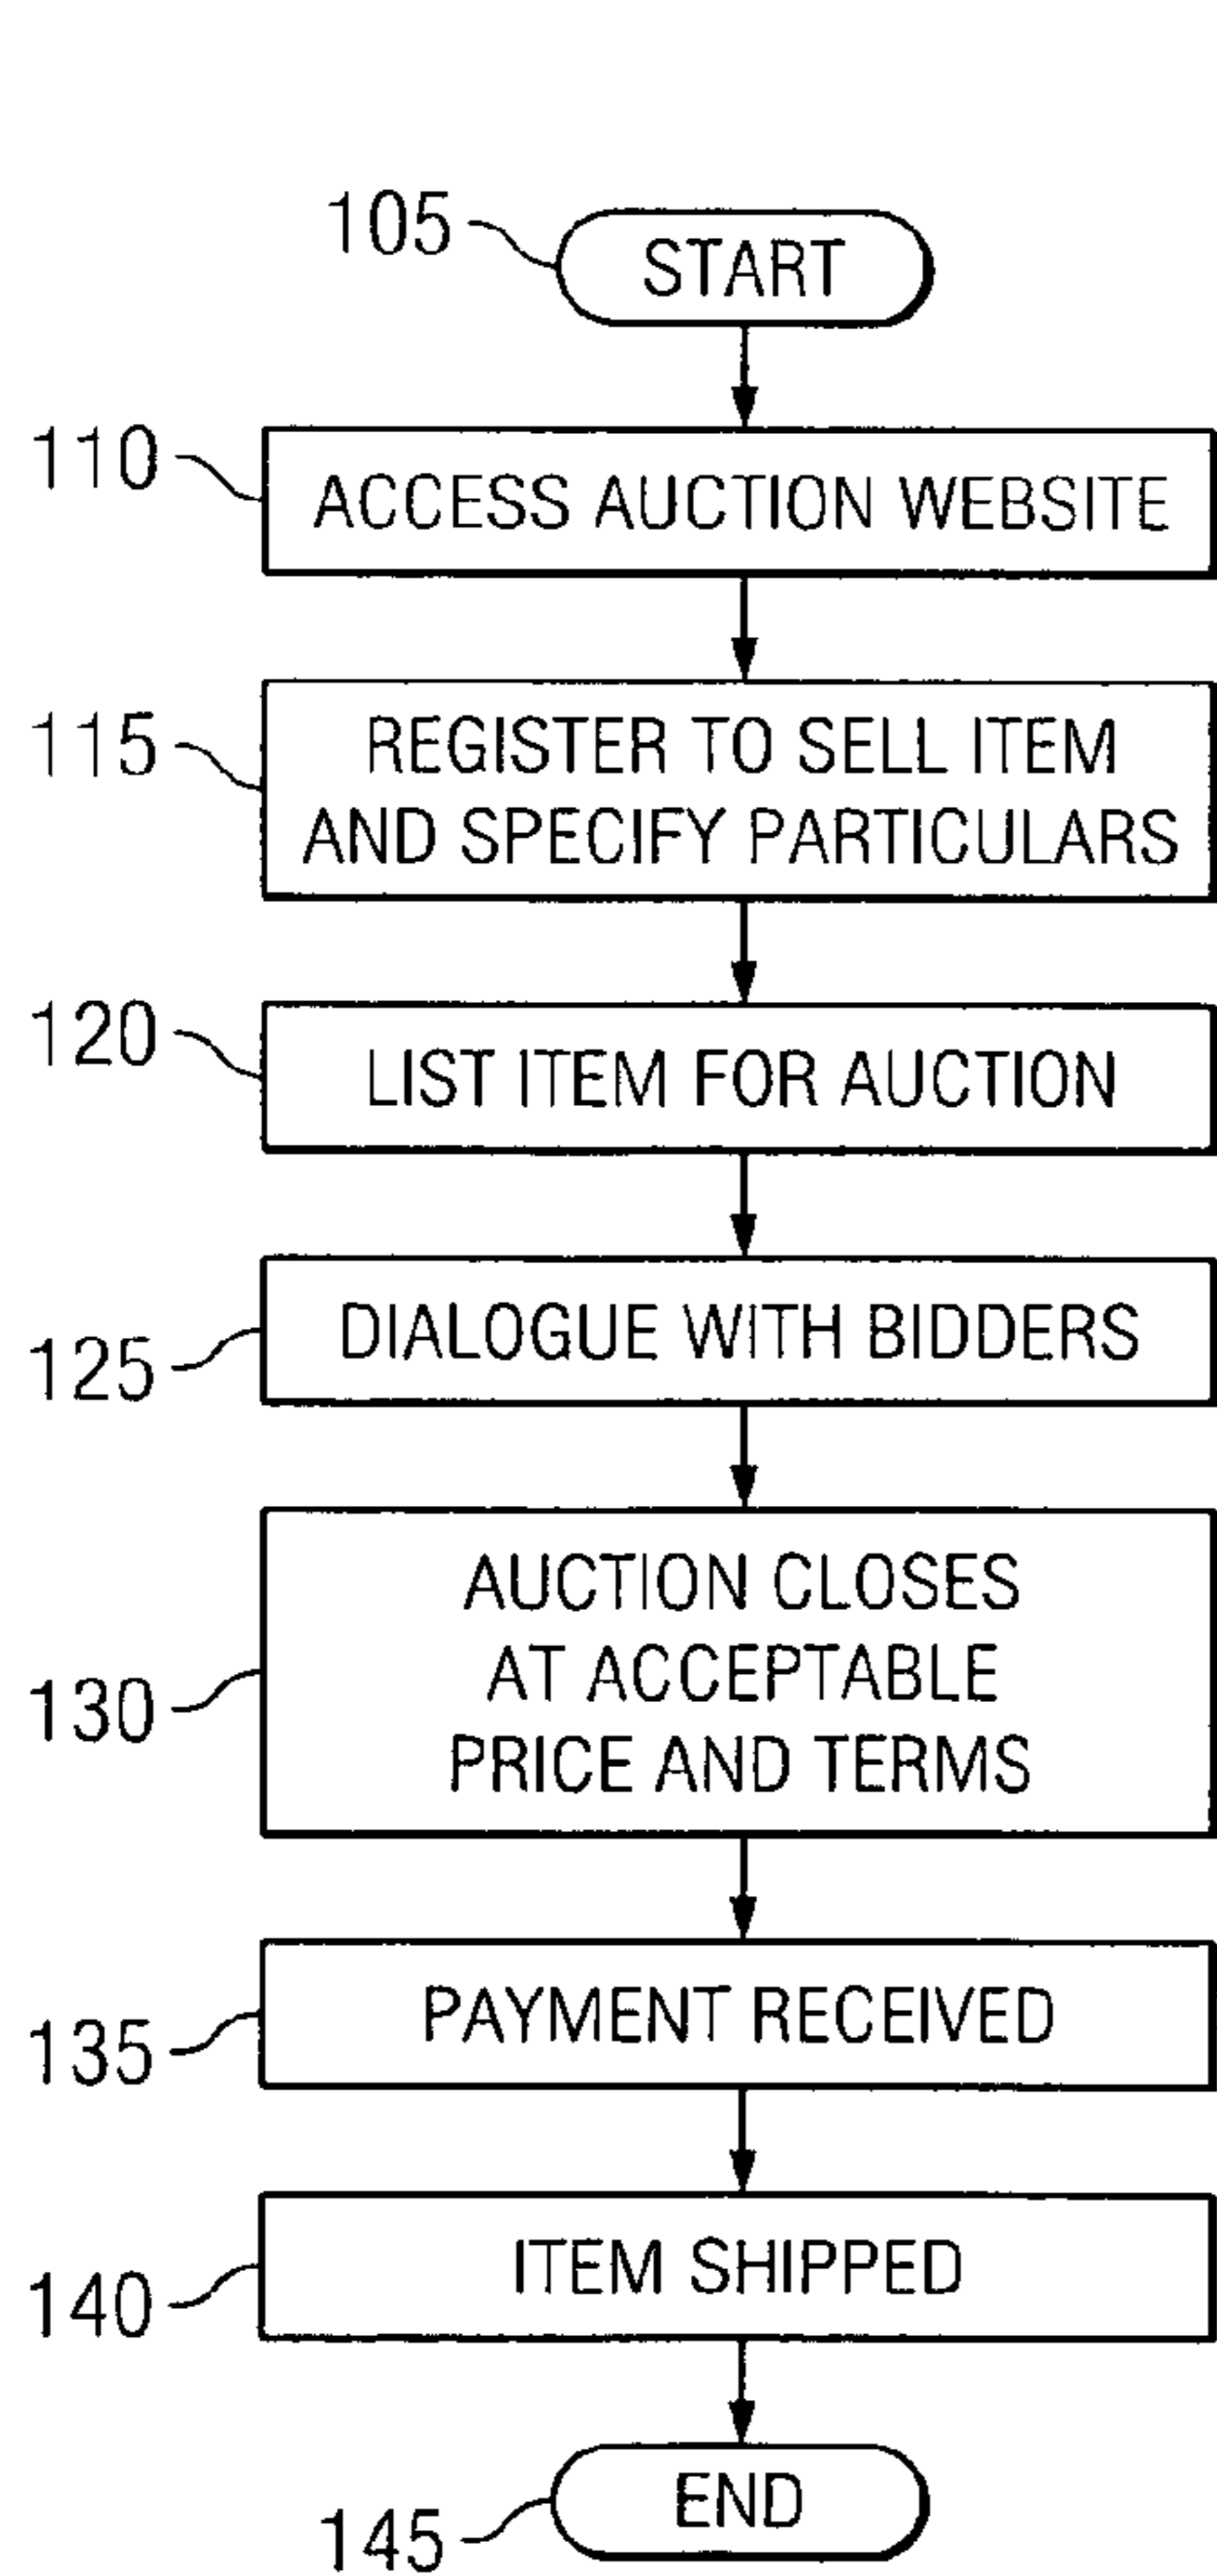 105
START
110
ACCESS AUCTION WEBSITE
115
REGISTER TO SELL ITEM
AND SPECIFY PARTICULARS
120
LIST ITEM FOR AUCTION
125
DIALOGUE WITH BIDDERS
130
AUCTION CLOSES
AT ACCEPTABLE
PRICE AND TERMS
135
PAYMENT RECEIVED
140
ITEM SHIPPED
145
END